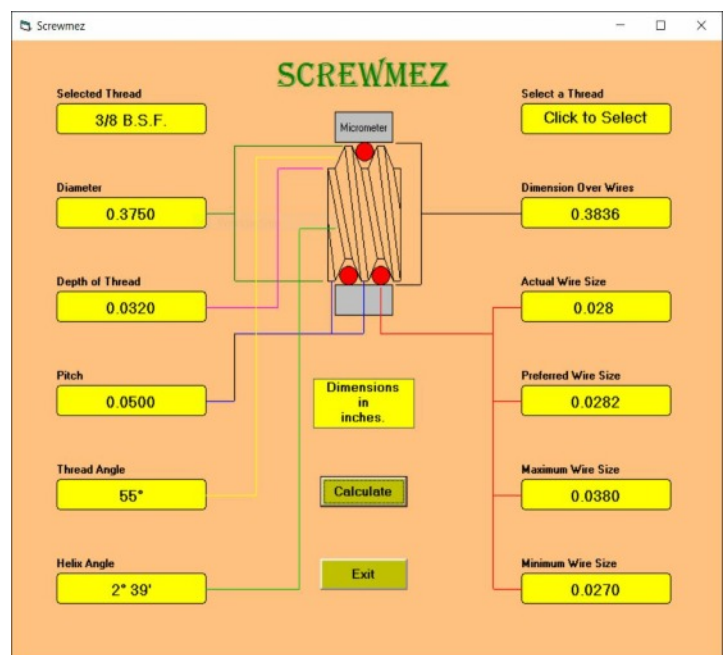 Screwmez
SCREWMEZ
Selected Thread
3/8 B.S.F.
Select a Thread
Click to Select
Micrometer
Diameter
0.3750
Dimension Over Wires
0.3836
Depth of Thread
0.0320
Actual Wire Size
0.028
Pitch
0.0500
Preferred Wire Size
0.0282
Dimensions
in
inches.
Thread Angle
55°
Calculate
Maximum Wire Size
0.0380
Helix Angle
2° 39'
Exit
Minimum Wire Size
0.0270